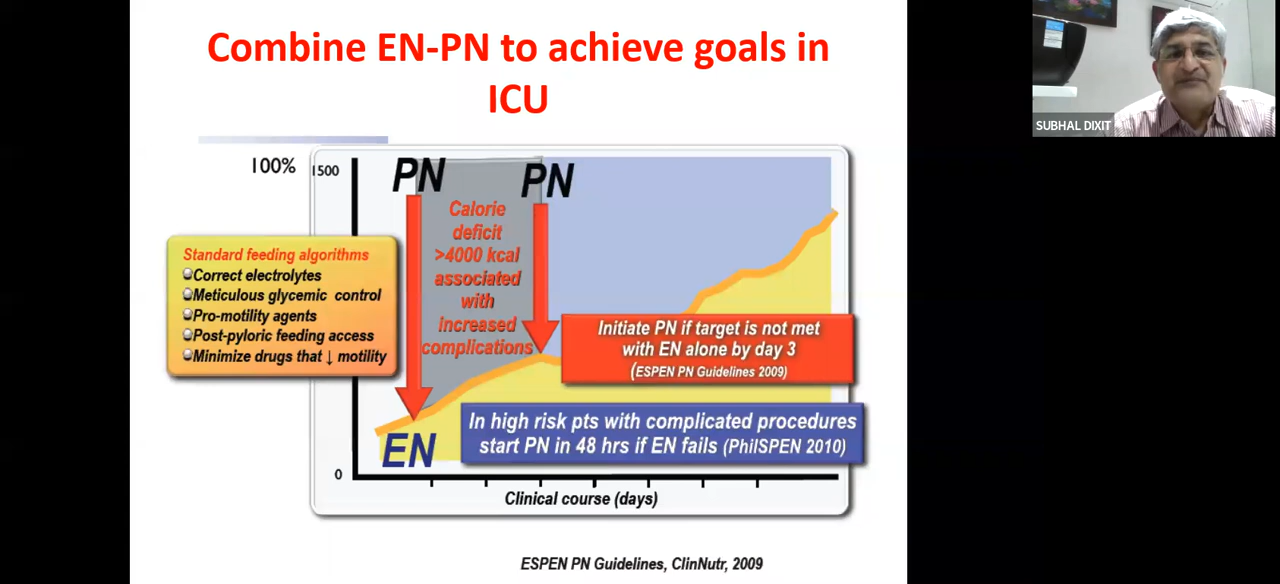 Combine EN-PN to achieve goals in
ICU
SUBHAL DIXIT
100%
1500
PN
PN
Calorie
deficit
>4000 kcal
associated
with
increased
complications
Standard feeding algorithms
Correct electrolytes
Meticulous glycemic control
Pro-motility agents
Post-pyloric feeding access
Minimize drugs that ↓ motility
Initiate PN if target is not met
with EN alone by day 3
(ESPEN PN Guidelines 2009)
In high risk pts with complicated procedures
start PN in 48 hrs if EN fails (PhilSPEN 2010)
EN
0
Clinical course (days)
ESPEN PN Guidelines, ClinNutr, 2009